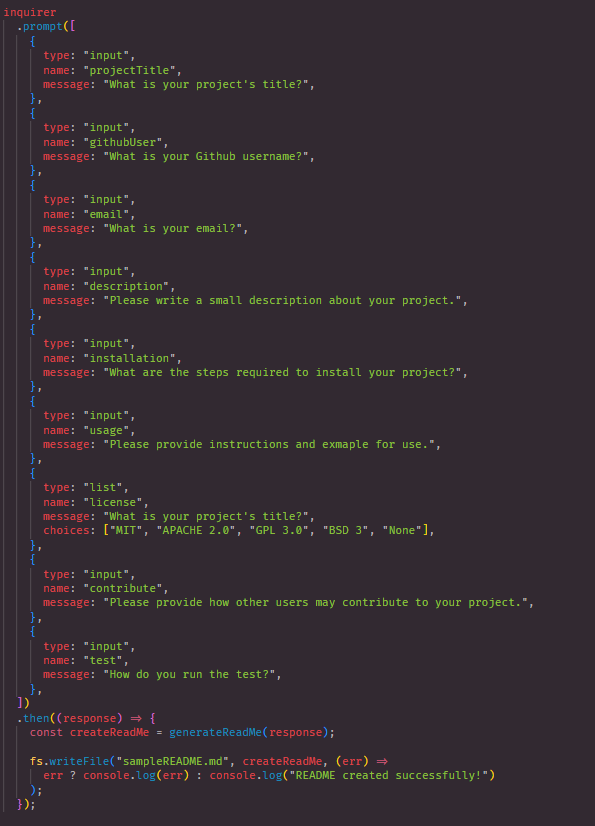 inquirer
.prompt([
{
type: "input",
name: "projectTitle",
message: "What is your project's title?",
},
{
type: "input",
name: "githubUser",
message: "What is your Github username?",
},
{
type: "input",
name: "email",
message: "What is your email?",
},
{
type: "input",
name: "description",
message: "Please write a small description about your project.",
},
{
type: "input",
name: "installation",
message: "What are the steps required to install your project?",
},
{
type: "input",
name: "usage",
message: "Please provide instructions and exmaple for use.",
},
{
type: "list",
name: "license",
message: "What is your project's title?",
choices: ["MIT", "APACHE 2.0", "GPL 3.0", "BSD 3", "None"],
},
{
type: "input",
name: "contribute",
message: "Please provide how other users may contribute to your project.",
},
{
type: "input",
name: "test",
message: "How do you run the test?",
},
])
.then((response) => {
const createReadMe = generateReadMe(response);
fs.writeFile("sampleREADME.md", createReadMe, (err) =>
err ? console.log(err) : console.log("README created successfully!")
);
});